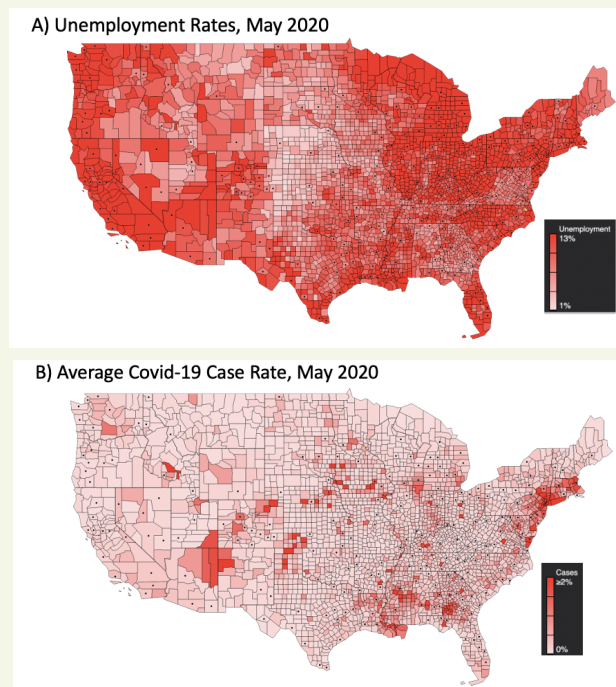 A) Unemployment Rates, May 2020
Unemployment
13%
1%
B) Average Covid-19 Case Rate, May 2020
Cases
≥2%
0%